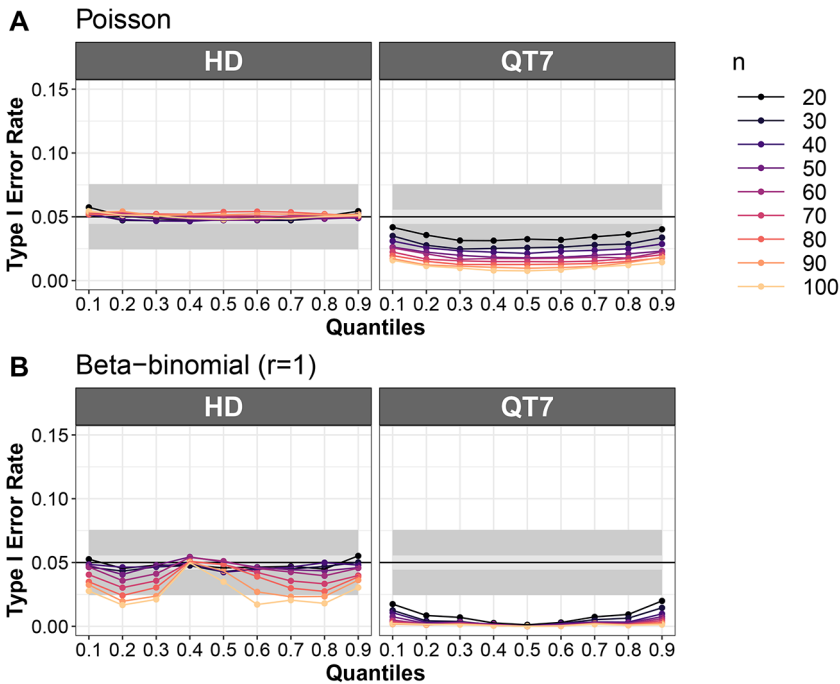 A Poisson
HD QT7 n
Type I Error Rate
0.15
0.10
0.05
0.00
0.1 0.2 0.3 0.4 0.5 0.6 0.7 0.8 0.9 0.1 0.2 0.3 0.4 0.5 0.6 0.7 0.8 0.9
Quantiles Quantiles
20
30
40
50
60
70
80
90
100
B Beta−binomial (r=1)
HD QT7
Type I Error Rate
0.15
0.10
0.05
0.00
0.1 0.2 0.3 0.4 0.5 0.6 0.7 0.8 0.9 0.1 0.2 0.3 0.4 0.5 0.6 0.7 0.8 0.9
Quantiles Quantiles